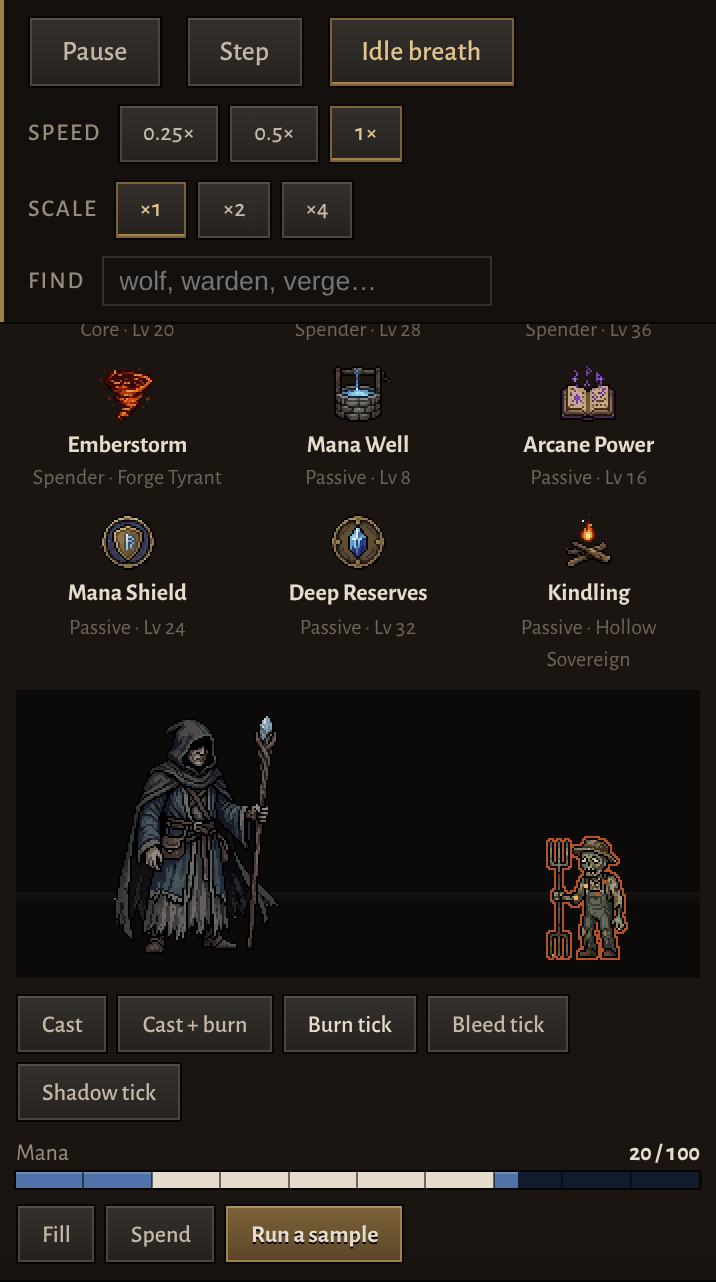 Pause Step Idle breath
SPEED 0.25× 0.5× 1×
SCALE ×1 ×2 ×4
FIND wolf, warden, verge…
Core · Lv 20 Spender · Lv 28 Spender · Lv 36
Emberstorm Mana Well Arcane Power
Spender · Forge Tyrant Passive · Lv 8 Passive · Lv 16
Mana Shield Deep Reserves Kindling
Passive · Lv 24 Passive · Lv 32 Passive · Hollow
Sovereign
Cast Cast + burn Burn tick Bleed tick
Shadow tick
Mana 20 / 100
Fill Spend Run a sample